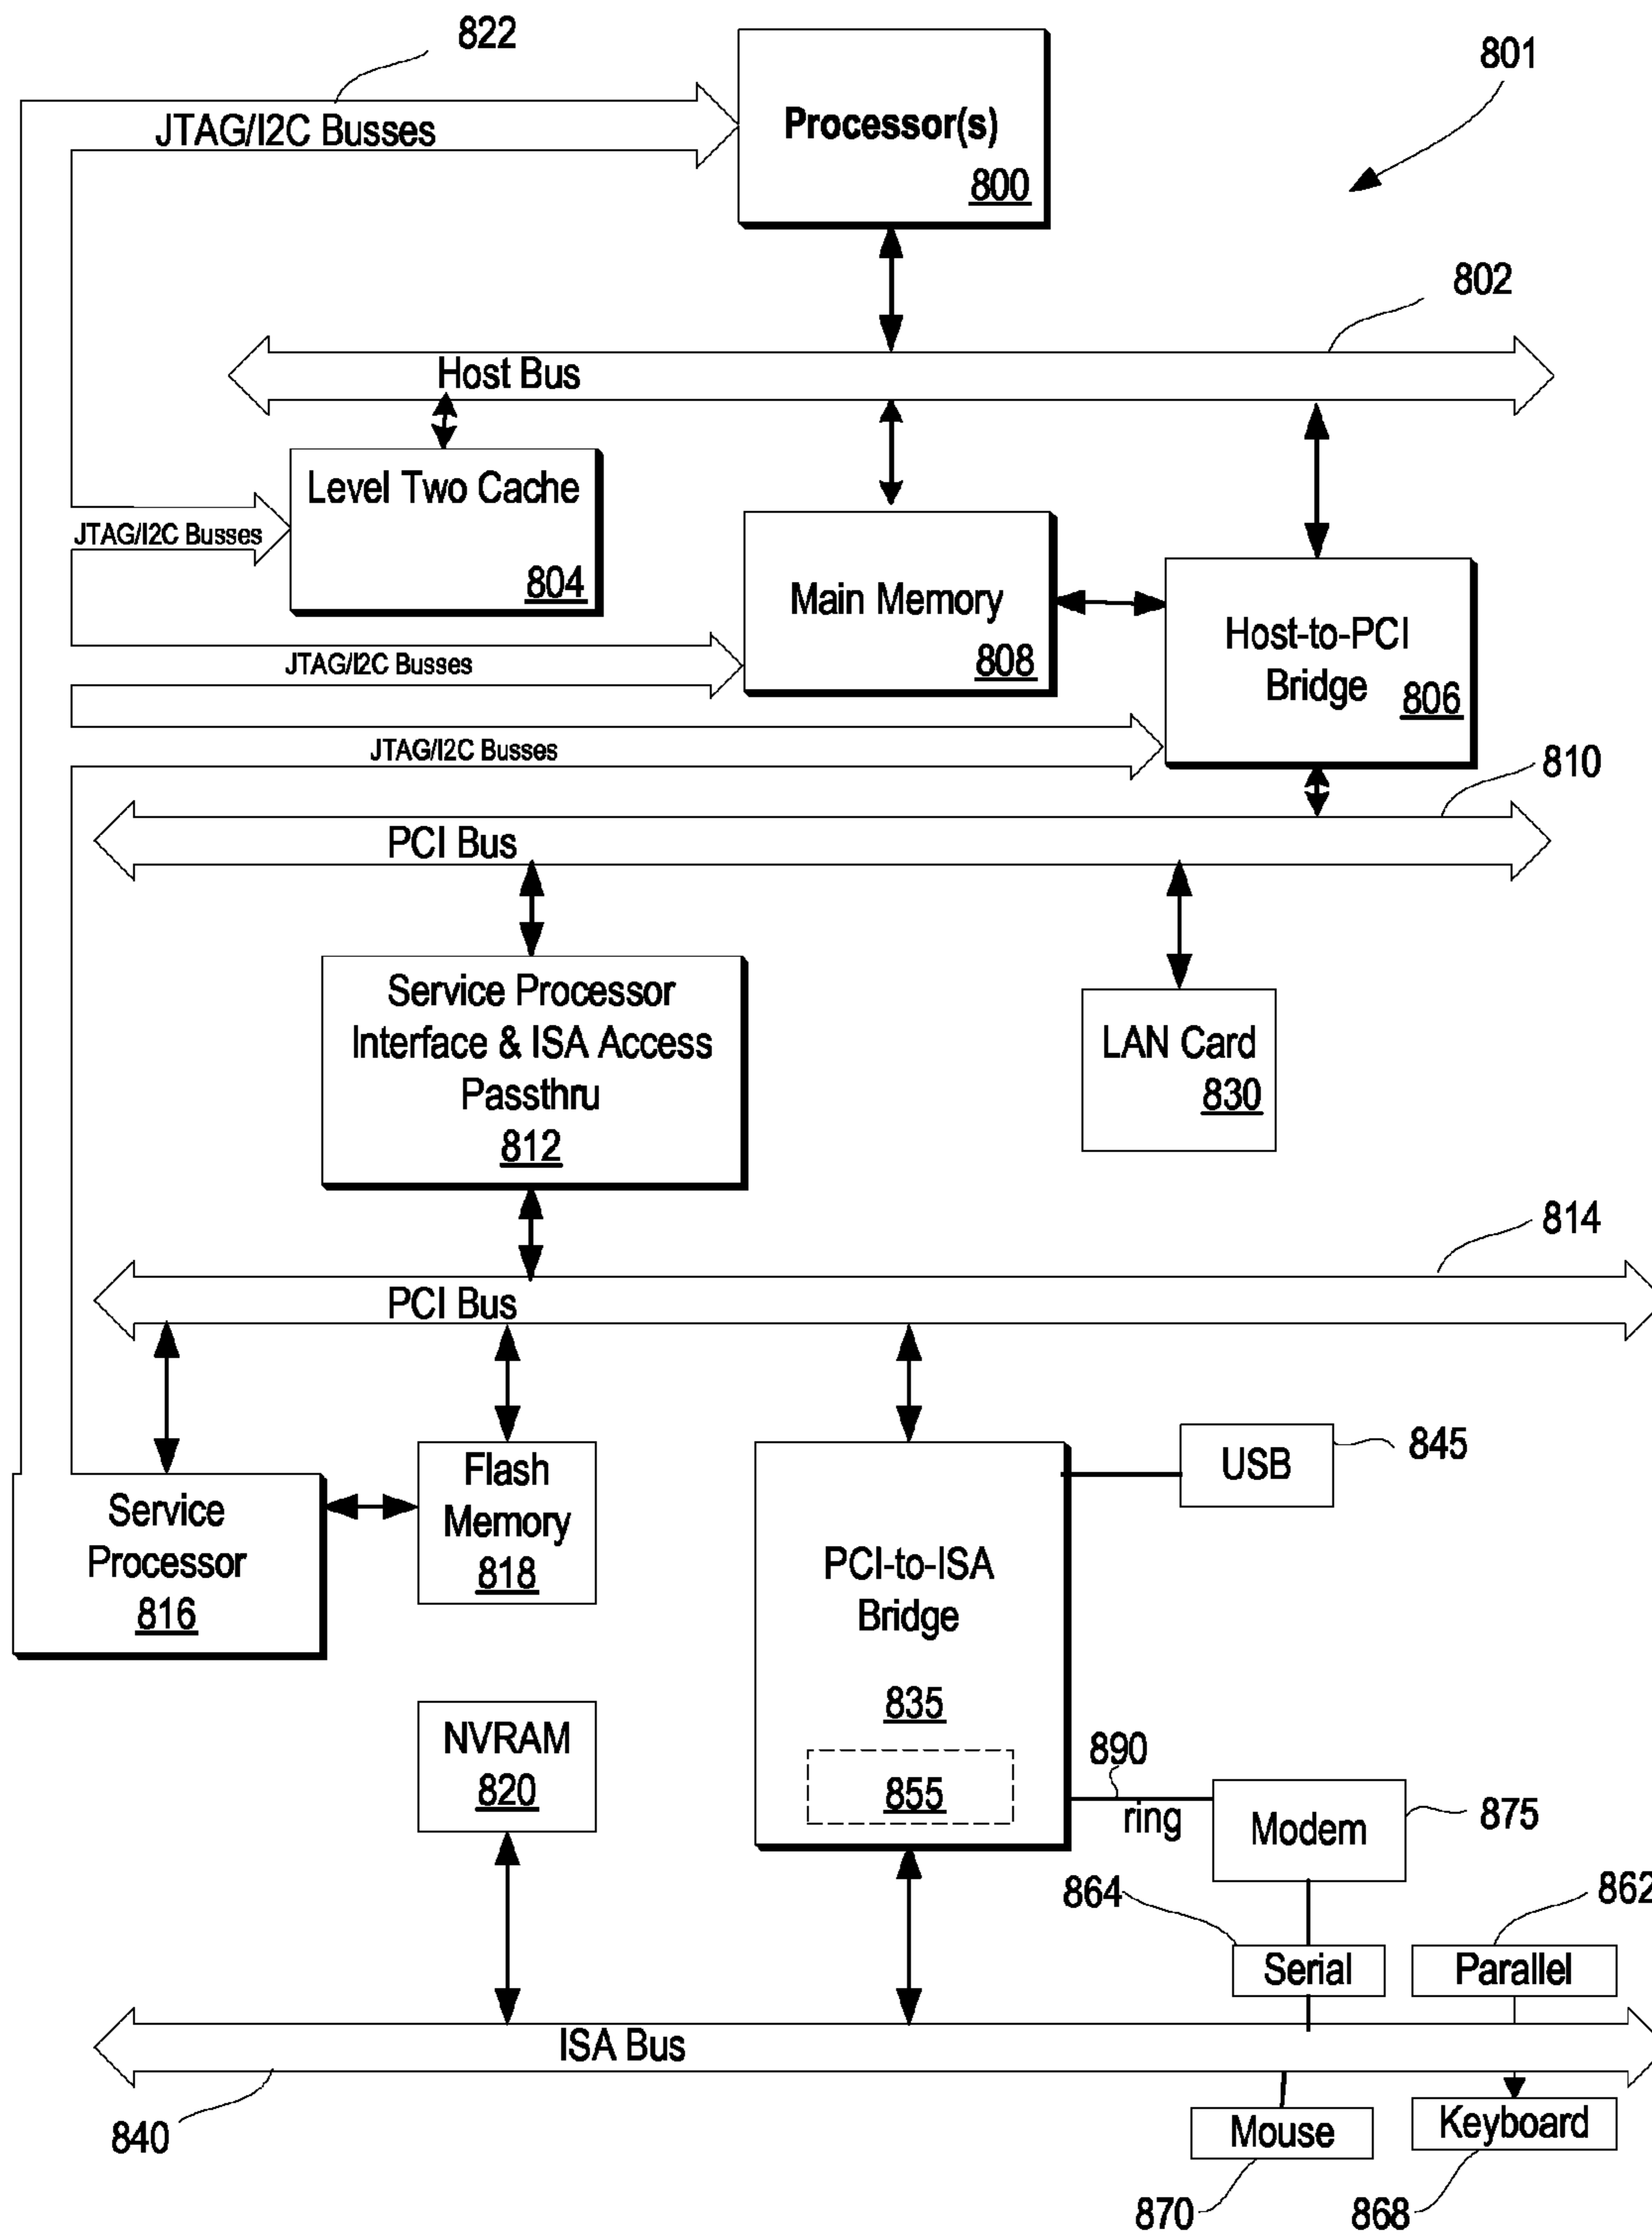 822
801
JTAG/I2C Busses
Processor(s)
800
802
Host Bus
Level Two Cache
804
JTAG/I2C Busses
Main Memory
808
Host-to-PCI
Bridge
806
JTAG/I2C Busses
JTAG/I2C Busses
810
PCI Bus
Service Processor
Interface & ISA Access
Passthru
812
LAN Card
830
814
PCI Bus
Service
Processor
816
Flash
Memory
818
PCI-to-ISA
Bridge
835
855
USB
845
NVRAM
820
890
ring
Modem
875
864
862
Serial
Parallel
ISA Bus
840
Mouse
Keyboard
870
868